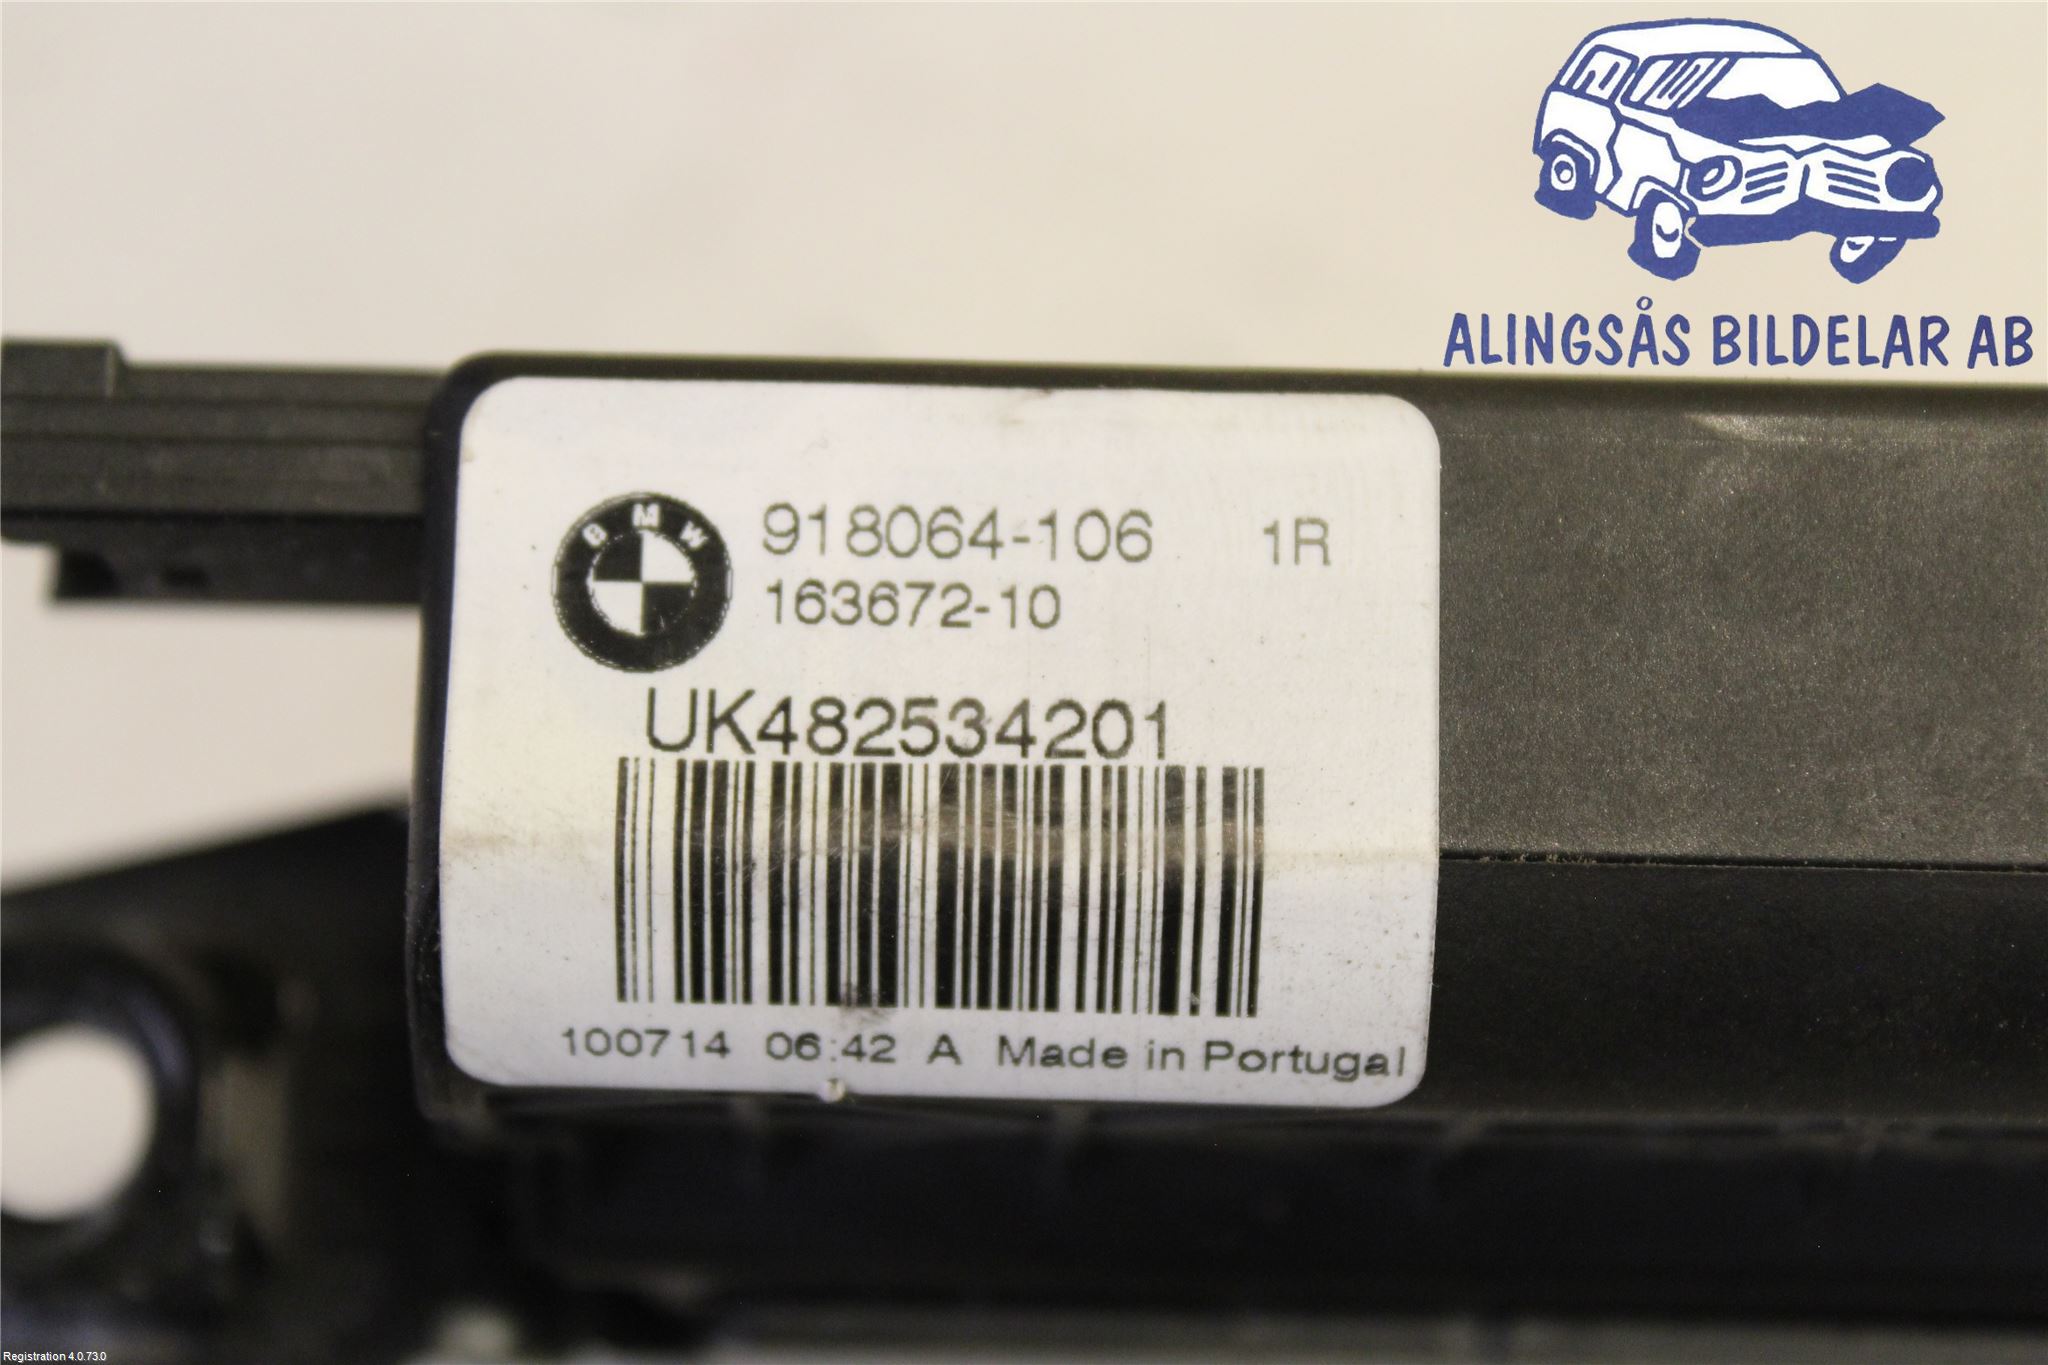 ALINGSÅS BILDELAR AB
BMW
918064-106 1R
163672-10
UK482534201
100714 06:42 A Made in Portugal
Registration 4.0.73.0